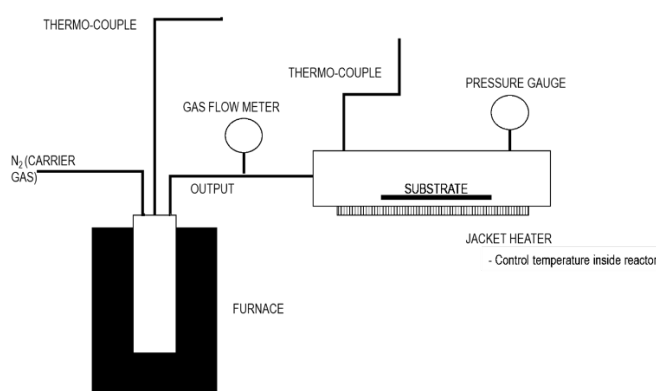 THERMO-COUPLE
THERMO-COUPLE
PRESSURE GAUGE
GAS FLOW METER
N₂ (CARRIER
GAS)
OUTPUT
SUBSTRATE
JACKET HEATER
- Control temperature inside reactor
FURNACE